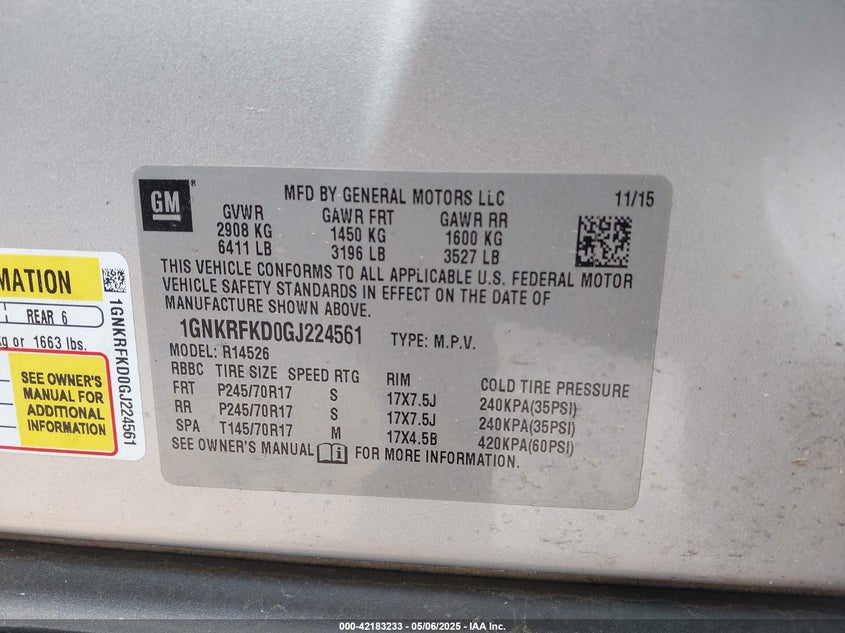 GM
MFD BY GENERAL MOTORS LLC 11/15
GVWR GAWR FRT GAWR RR
2908 KG 1450 KG 1600 KG
6411 LB 3196 LB 3527 LB
THIS VEHICLE CONFORMS TO ALL APPLICABLE U.S. FEDERAL MOTOR
VEHICLE SAFETY STANDARDS IN EFFECT ON THE DATE OF
MANUFACTURE SHOWN ABOVE.
1GNKRFKD0GJ224561 TYPE: M.P.V.
MODEL: R14526
RBBC TIRE SIZE SPEED RTG RIM COLD TIRE PRESSURE
FRT P245/70R17 S 17X7.5J 240KPA(35PSI)
RR P245/70R17 S 17X7.5J 240KPA(35PSI)
SPA T145/70R17 M 17X4.5B 420KPA(60PSI)
SEE OWNER'S MANUAL i FOR MORE INFORMATION.
MATION
REAR 6
kg or 1663 lbs.
SEE OWNER'S
MANUAL FOR
ADDITIONAL
INFORMATION
1GNKRFKD0GJ224561
000-42183233 - 05/06/2025 - IAA Inc.